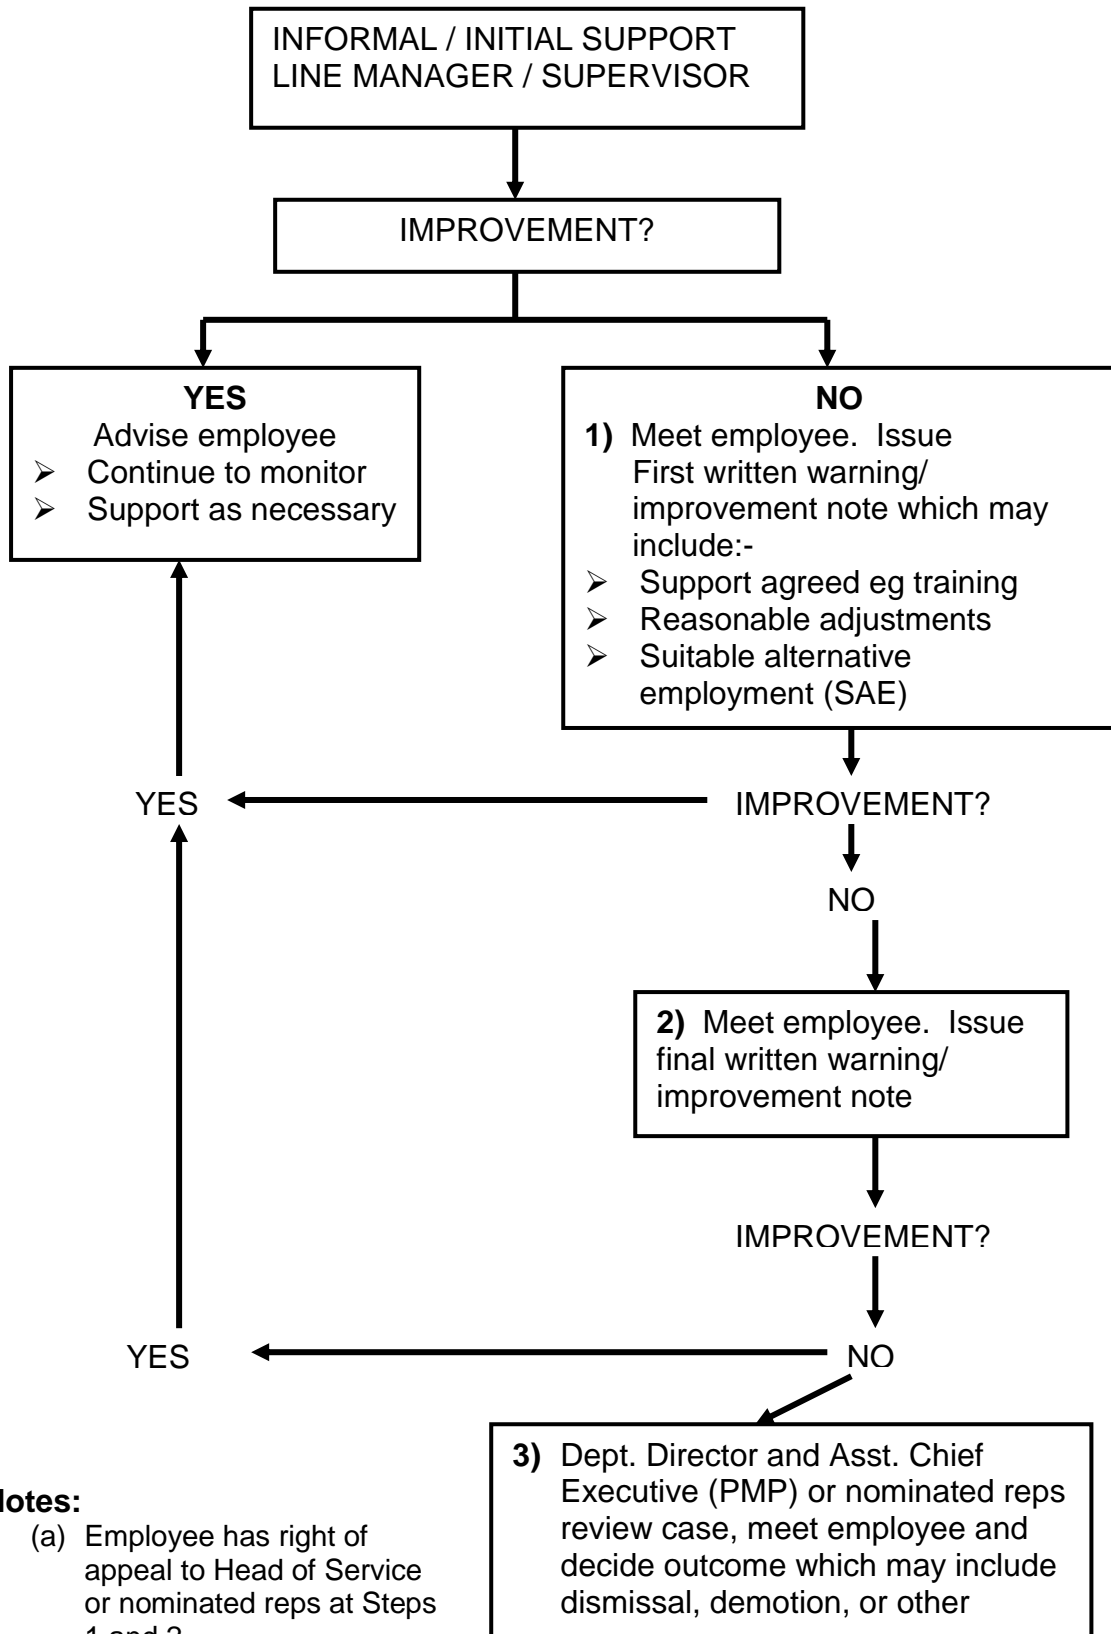 INFORMAL / INITIAL SUPPORT
LINE MANAGER / SUPERVISOR
IMPROVEMENT?
YES
Advise employee
➢ Continue to monitor
➢ Support as necessary
NO
1) Meet employee. Issue
First written warning/
improvement note which may
include:-
➢ Support agreed eg training
➢ Reasonable adjustments
➢ Suitable alternative
employment (SAE)
YES
IMPROVEMENT?
NO
2) Meet employee. Issue
final written warning/
improvement note
IMPROVEMENT?
YES
NO
3) Dept. Director and Asst. Chief
Executive (PMP) or nominated reps
review case, meet employee and
decide outcome which may include
dismissal, demotion, or other
Notes:
(a) Employee has right of
appeal to Head of Service
or nominated reps at Steps
1 and 2